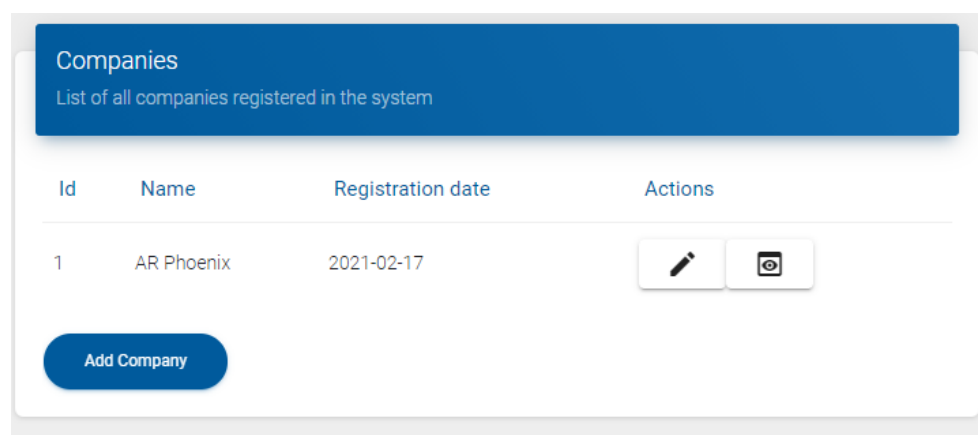 Companies
List of all companies registered in the system
Id Name Registration date Actions
1 AR Phoenix 2021-02-17
Add Company